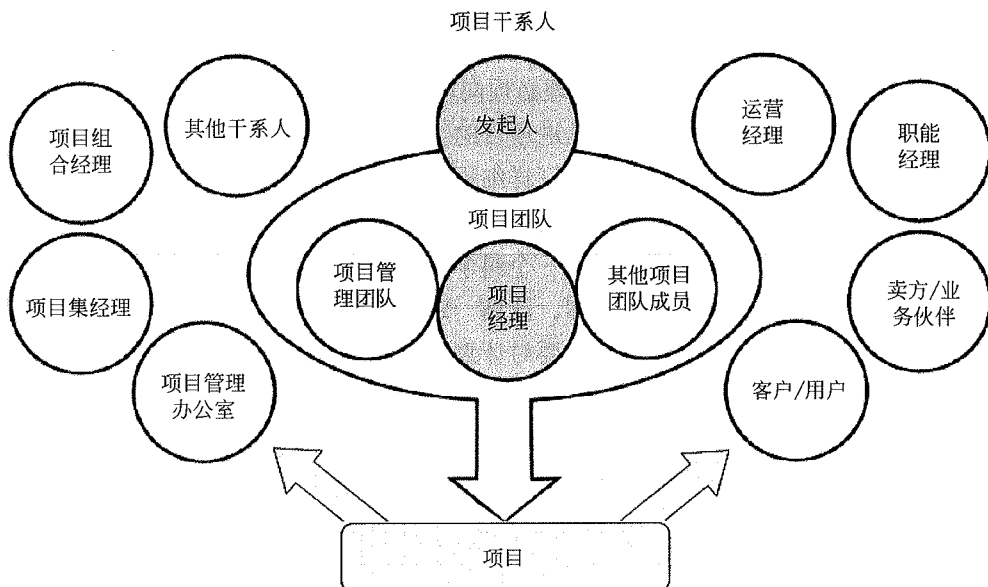 项目干系人
项目组
合经理
其他干系人
发起人
运营
经理
职能
经理
项目团队
项目集经理
项目管
理团队
项目
经理
其他项目
团队成员
卖方/业
务伙伴
项目管理
办公室
客户/用户
项目